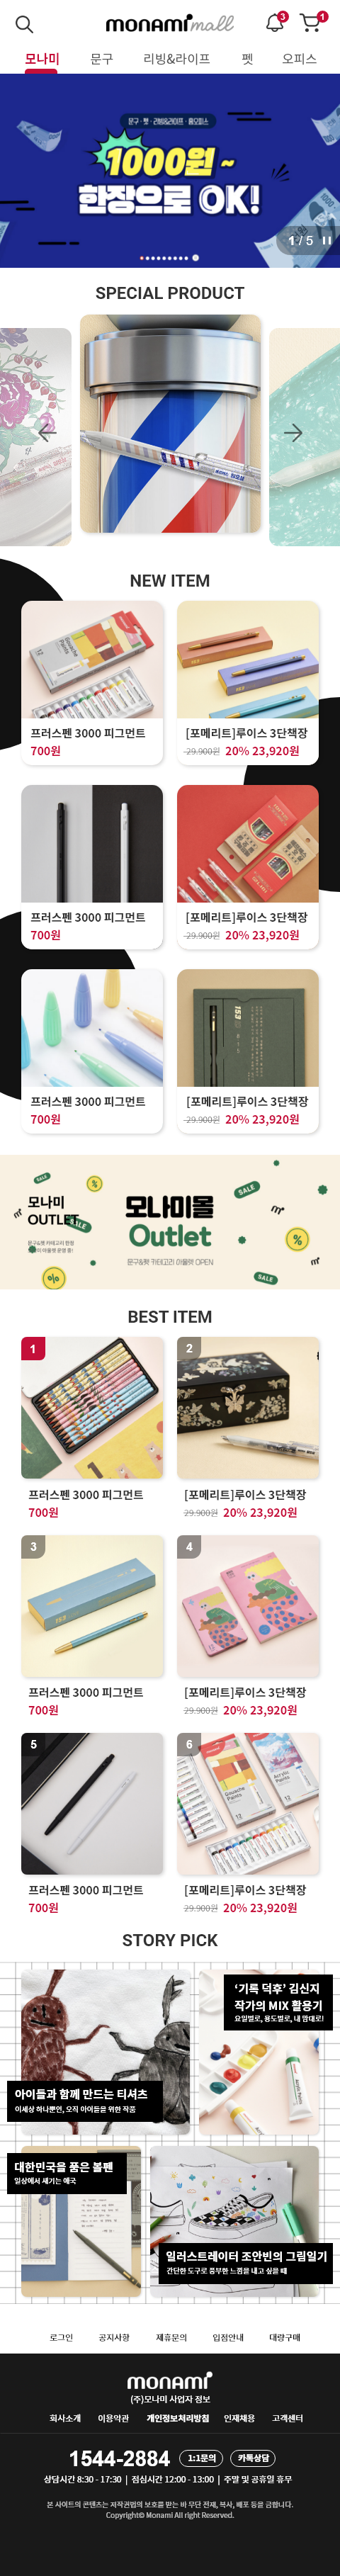 monami mall
3
1
모나미 문구 리빙&라이프 펫 오피스
문구 · 펫 · 리빙&라이프 · 홈오피스
1000원 ~
한장으로 OK!
1 / 5
SPECIAL PRODUCT
NEW ITEM
프러스펜 3000 피그먼트
700원
[포메리트]루이스 3단책장
29.900원 20% 23,920원
프러스펜 3000 피그먼트
700원
[포메리트]루이스 3단책장
29.900원 20% 23,920원
프러스펜 3000 피그먼트
700원
[포메리트]루이스 3단책장
29.900원 20% 23,920원
모나미
OUTLET
SALE
모나미몰
Outlet
문구&펫 카테고리 아울렛 OPEN
SALE
SALE
SALE
%
%
%
BEST ITEM
1
프러스펜 3000 피그먼트
700원
2
[포메리트]루이스 3단책장
29.900원 20% 23,920원
3
프러스펜 3000 피그먼트
700원
4
[포메리트]루이스 3단책장
29.900원 20% 23,920원
5
프러스펜 3000 피그먼트
700원
6
Gouache Paints
Acrylic Paints
[포메리트]루이스 3단책장
29.900원 20% 23,920원
STORY PICK
‘기록 덕후’ 김신지
작가의 MIX 활용기
요일별로, 용도별로, 내 맘대로!
아이들과 함께 만드는 티셔츠
이세상 하나뿐인, 오직 아이들을 위한 작품
대한민국을 품은 볼펜
일상에서 새기는 애국
일러스트레이터 조안빈의 그림일기
간단한 도구로 풍부한 느낌을 내고 싶을 때
로그인 공지사항 제휴문의 입점안내 대량구매
monami
(주)모나미 사업자 정보
회사소개 이용약관 개인정보처리방침 인재채용 고객센터
1544-2884 1:1문의 카톡상담
상담시간 8:30 - 17:30 | 점심시간 12:00 - 13:00 | 주말 및 공휴일 휴무
본 사이트의 콘텐츠는 저작권법의 보호를 받는 바 무단 전재, 복사, 배포 등을 금합니다.
Copyright© Monami All right Reserved.